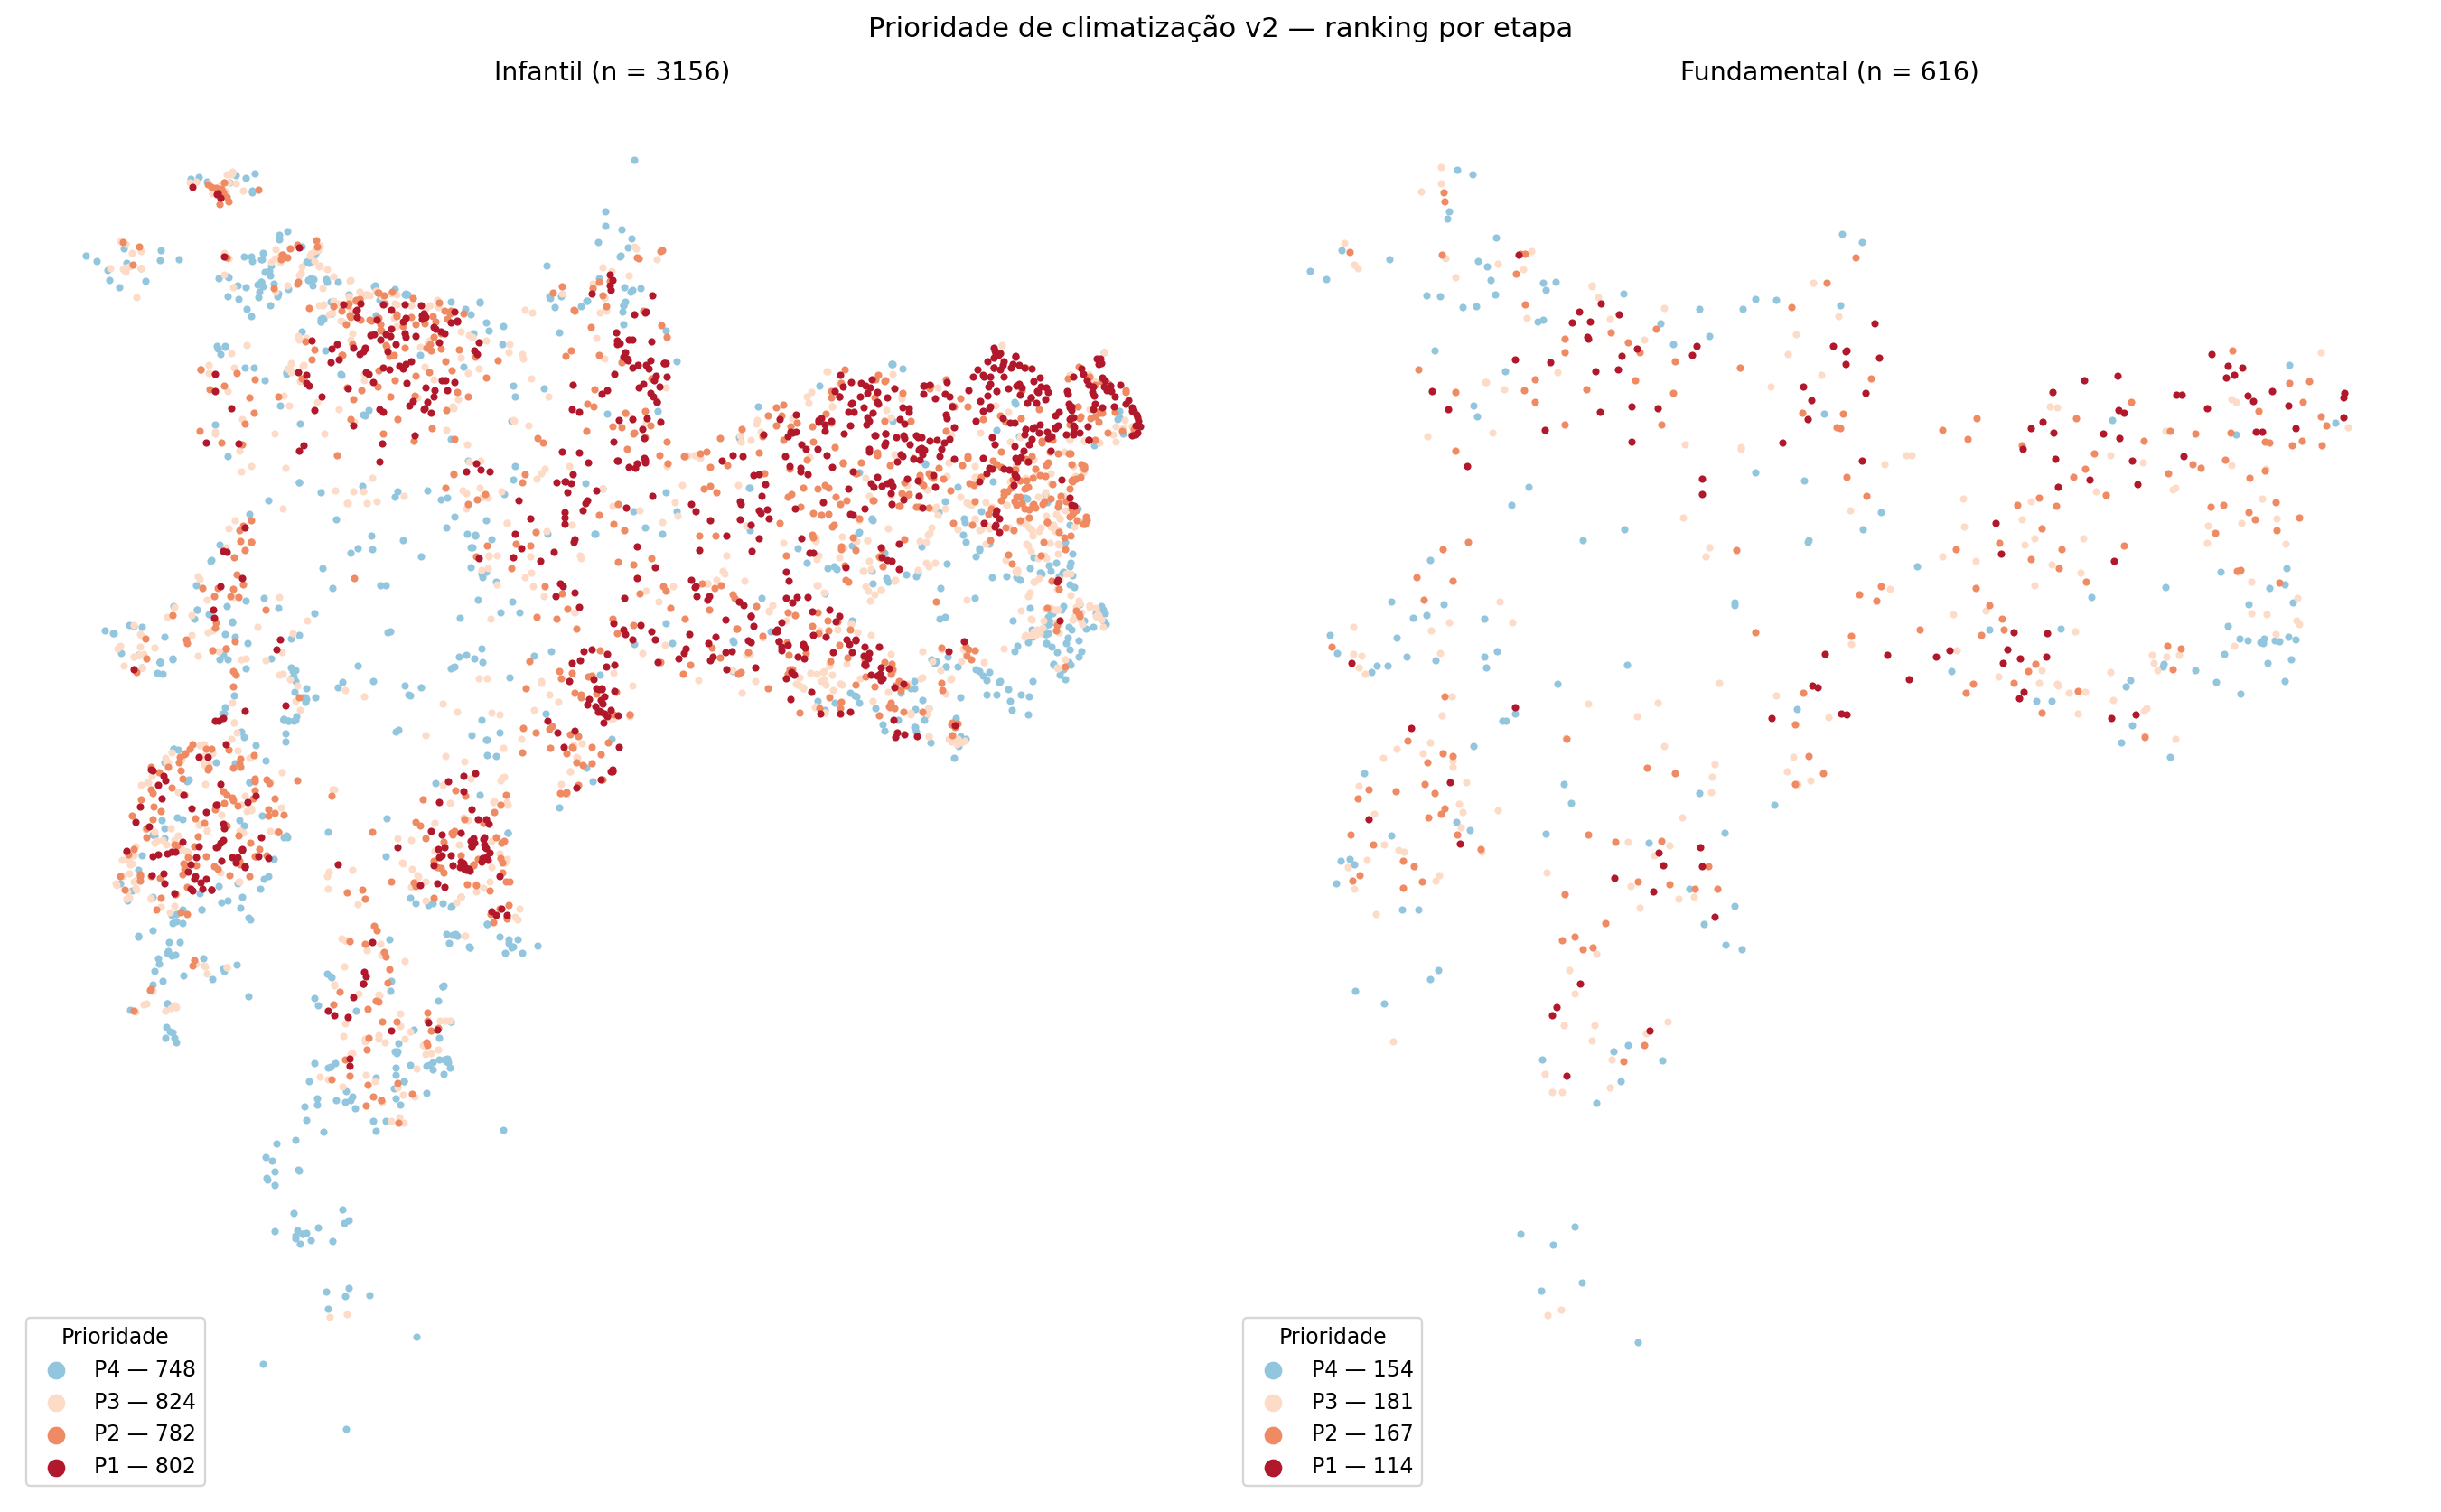 Prioridade de climatização v2 — ranking por etapa
Infantil (n = 3156)
Fundamental (n = 616)
Prioridade
P4 — 748
P3 — 824
P2 — 782
P1 — 802
Prioridade
P4 — 154
P3 — 181
P2 — 167
P1 — 114